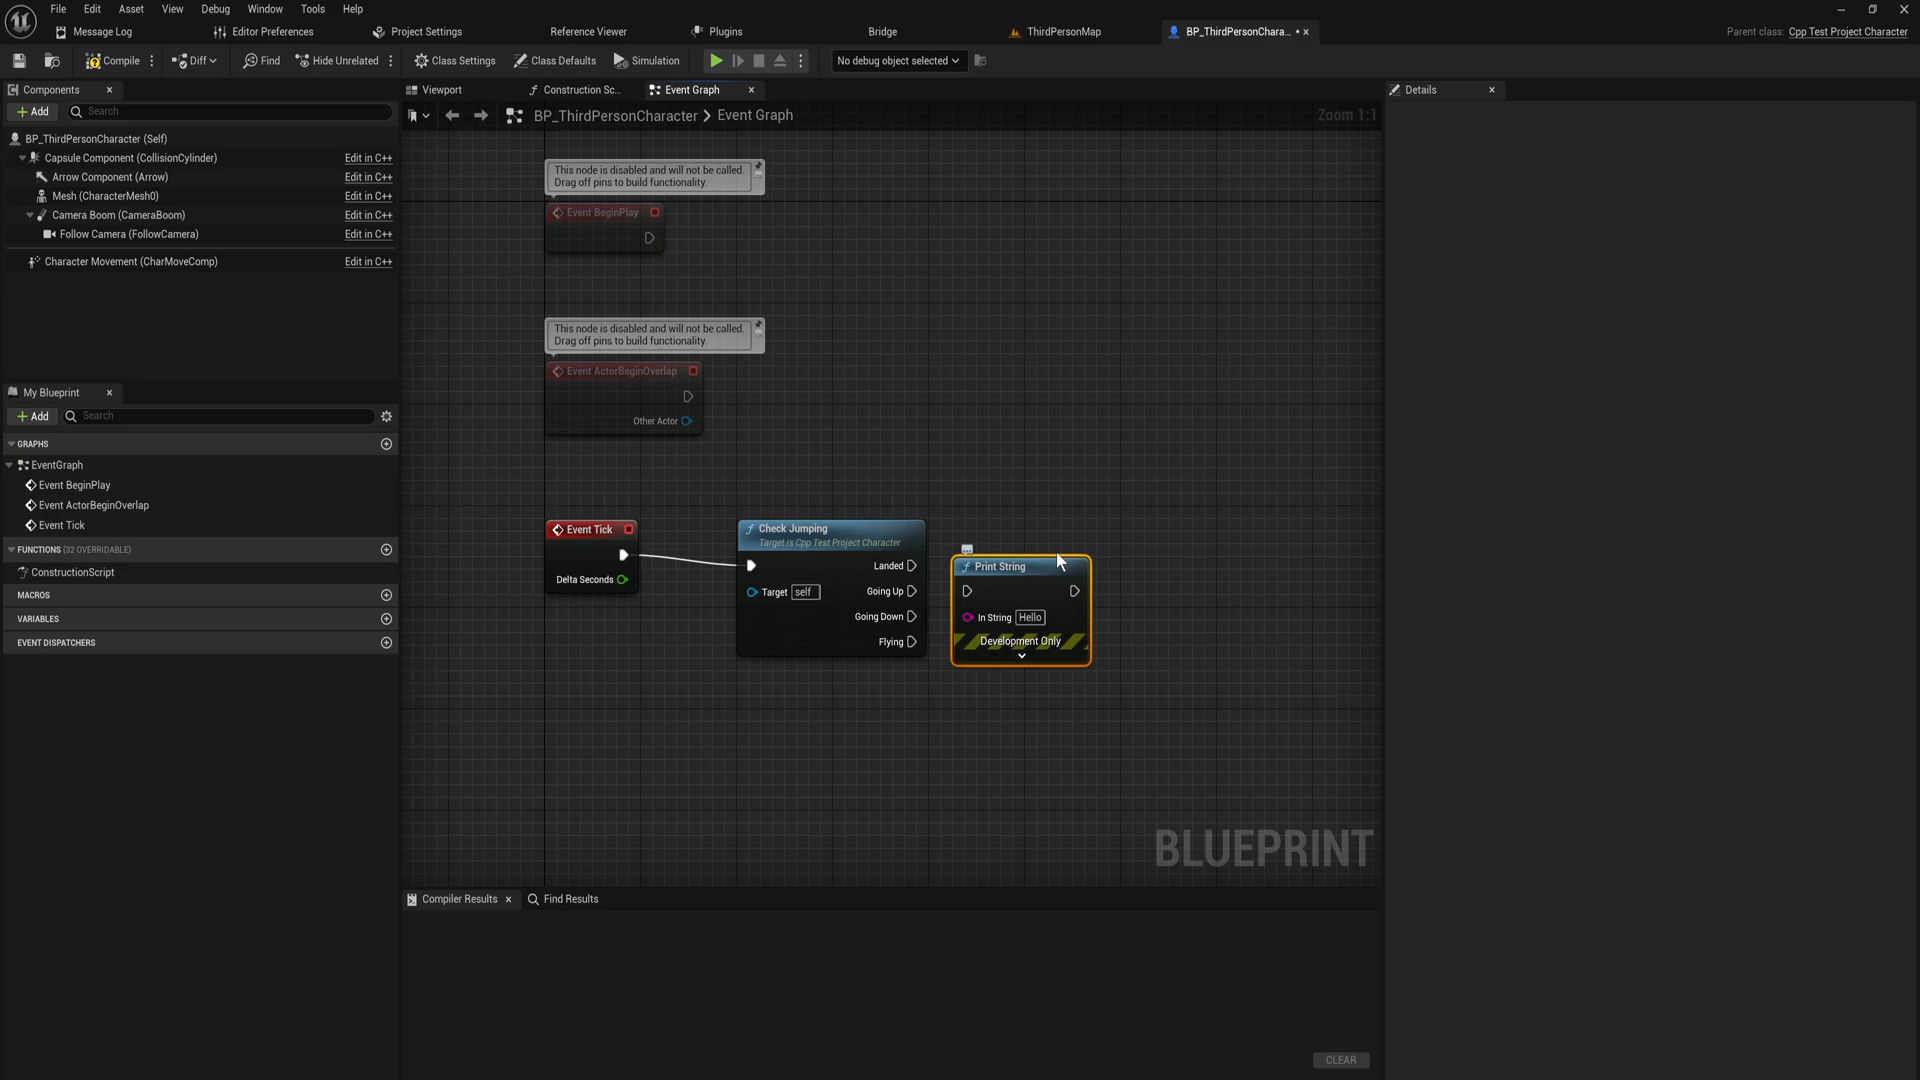 File Edit Asset View Debug Window Tools Help
Message Log Editor Preferences Project Settings Reference Viewer Plugins Bridge ThirdPersonMap BP_ThirdPersonChara... • Parent class: Cpp Test Project Character
Compile Diff Find Hide Unrelated Class Settings Class Defaults Simulation No debug object selected
Components
Add Search
BP_ThirdPersonCharacter (Self)
Capsule Component (CollisionCylinder) Edit in C++
Arrow Component (Arrow) Edit in C++
Mesh (CharacterMesh0) Edit in C++
Camera Boom (CameraBoom) Edit in C++
Follow Camera (FollowCamera) Edit in C++
Character Movement (CharMoveComp) Edit in C++
My Blueprint
Add Search
GRAPHS
EventGraph
Event BeginPlay
Event ActorBeginOverlap
Event Tick
FUNCTIONS (32 OVERRIDABLE)
ConstructionScript
MACROS
VARIABLES
EVENT DISPATCHERS
Viewport Construction Sc... Event Graph
BP_ThirdPersonCharacter > Event Graph Zoom 1:1
This node is disabled and will not be called.
Drag off pins to build functionality.
Event BeginPlay
This node is disabled and will not be called.
Drag off pins to build functionality.
Event ActorBeginOverlap
Other Actor
Event Tick
Delta Seconds
Check Jumping
Target is Cpp Test Project Character
Landed
Target self Going Up
Going Down
Flying
Print String
In String Hello
Development Only
BLUEPRINT
Compiler Results Find Results
CLEAR
Details